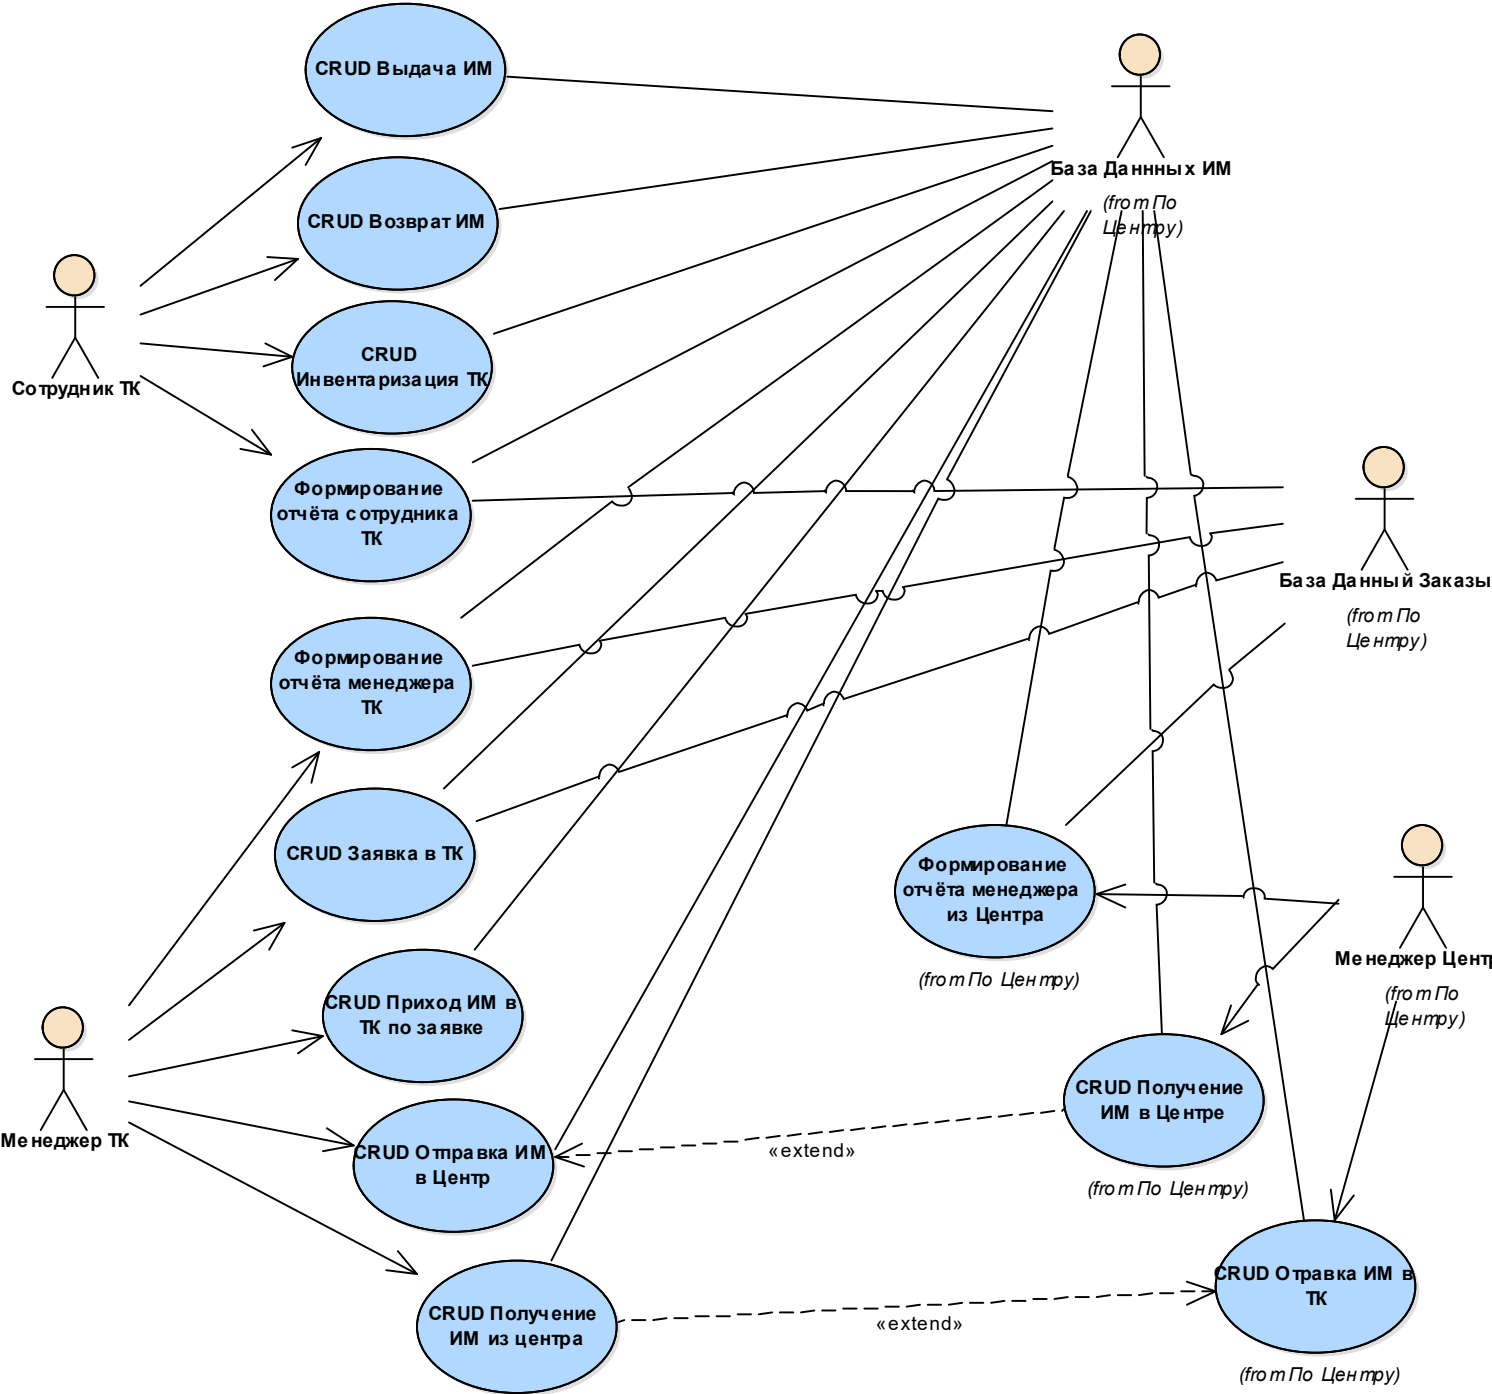 CRUD Выдача ИМ
База Даннных ИМ
(from По
Центру)
CRUD Возврат ИМ
Сотрудник ТК
CRUD
Инвентаризация ТК
Формирование
отчёта сотрудника
ТК
База Данный Заказы
(from По
Центру)
Формирование
отчёта менеджера
ТК
CRUD Заявка в ТК
Формирование
отчёта менеджера
из Центра
(from По Центру)
Менеджер Цент
(from По
Центру)
CRUD Приход ИМ в
ТК по заявке
Менеджер ТК
CRUD Получение
ИМ в Центре
(from По Центру)
CRUD Отправка ИМ
в Центр
«extend»
CRUD Отравка ИМ в
ТК
(from По Центру)
CRUD Получение
ИМ из центра
«extend»